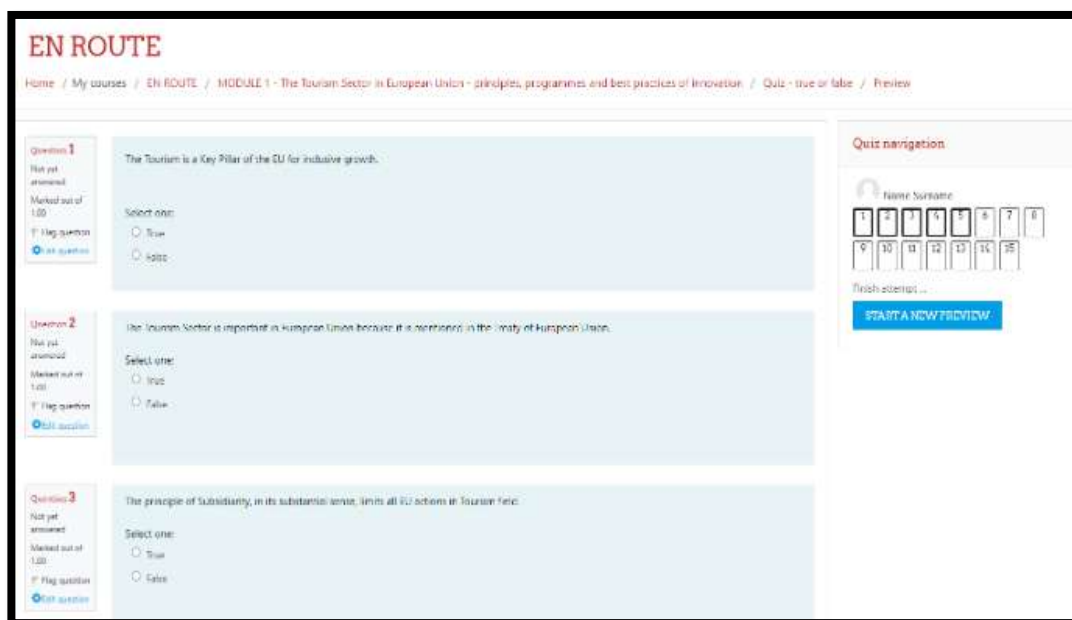 EN ROUTE
Home / My courses / EN ROUTE / MODULE 1 - The Tourism Sector in European Union - principles, programmes and best practices of innovation / Quiz - true or false / Preview
Question 1
Not yet
answered
Marked out of
1.00
Flag question
Edit question
The Tourism is a Key Pillar of the EU for inclusive growth.
Select one:
True
False
Question 2
Not yet
answered
Marked out of
1.00
Flag question
Edit question
The Tourism Sector is important in European Union because it is mentioned in the Treaty of European Union.
Select one:
True
False
Question 3
Not yet
answered
Marked out of
1.00
Flag question
Edit question
The principle of Subsidiarity, in its substantial sense, limits all EU actions in Tourism field.
Select one:
True
False
Quiz navigation
Name Surname
1 2 3 4 5 6 7 8
9 10 11 12 13 14 15
Finish attempt ...
START A NEW PREVIEW